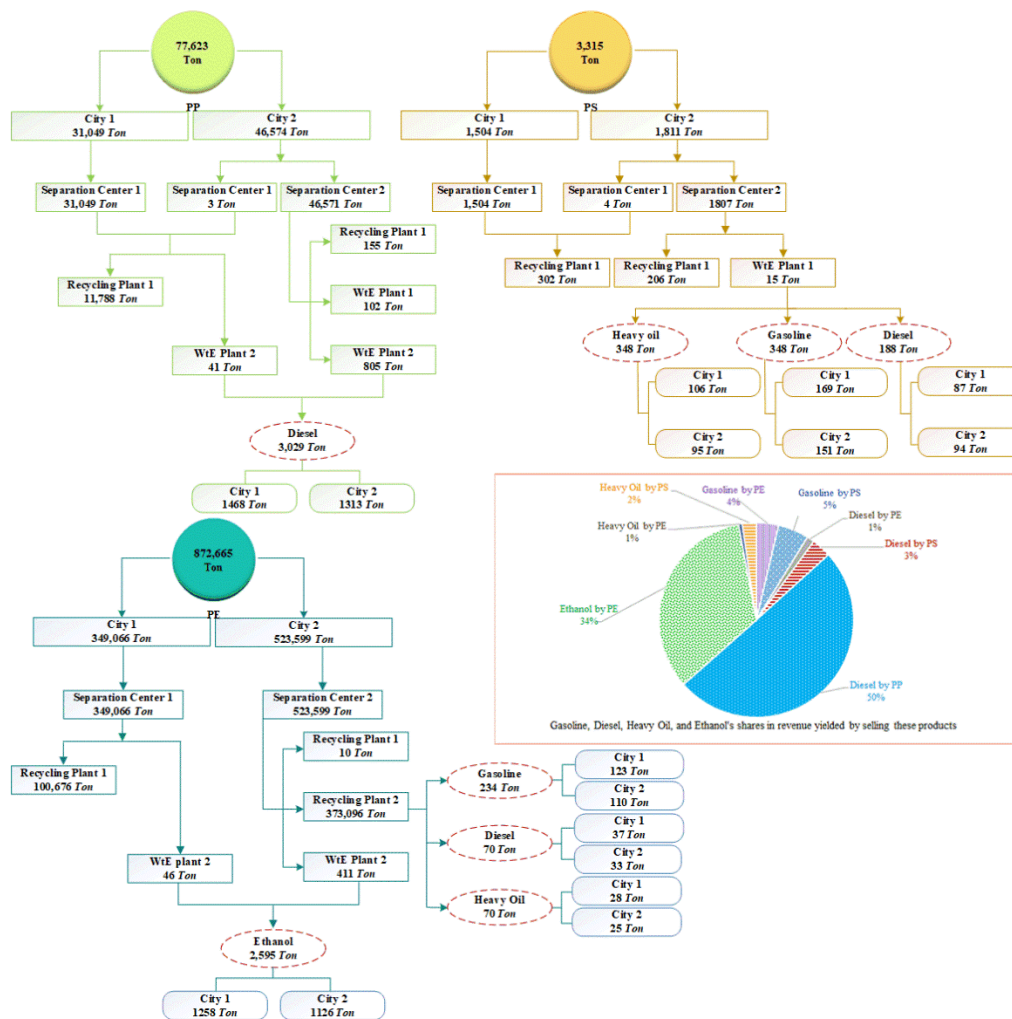 77,623
Ton
PP
City 1
31,049 Ton
City 2
46,574 Ton
Separation Center 1
31,049 Ton
Separation Center 1
3 Ton
Separation Center 2
46,571 Ton
Recycling Plant 1
155 Ton
Recycling Plant 1
11,788 Ton
WtE Plant 1
102 Ton
WtE Plant 2
41 Ton
WtE Plant 2
805 Ton
Diesel
3,029 Ton
City 1
1468 Ton
City 2
1313 Ton
3,315
Ton
PS
City 1
1,504 Ton
City 2
1,811 Ton
Separation Center 1
1,504 Ton
Separation Center 1
4 Ton
Separation Center 2
1807 Ton
Recycling Plant 1
302 Ton
Recycling Plant 1
206 Ton
WtE Plant 1
15 Ton
Heavy oil
348 Ton
Gasoline
348 Ton
Diesel
188 Ton
City 1
106 Ton
City 1
169 Ton
City 1
87 Ton
City 2
95 Ton
City 2
151 Ton
City 2
94 Ton
Heavy Oil by PS
2%
Gasoline by PE
4%
Gasoline by PS
5%
Heavy Oil by PE
1%
Diesel by PE
1%
Diesel by PS
3%
Ethanol by PE
34%
Diesel by PP
50%
Gasoline, Diesel, Heavy Oil, and Ethanol's shares in revenue yielded by selling these products
872,665
Ton
PE
City 1
349,066 Ton
City 2
523,599 Ton
Separation Center 1
349,066 Ton
Separation Center 2
523,599 Ton
Recycling Plant 1
10 Ton
Recycling Plant 1
100,676 Ton
Recycling Plant 2
373,096 Ton
WtE plant 2
46 Ton
WtE Plant 2
411 Ton
Gasoline
234 Ton
City 1
123 Ton
City 2
110 Ton
Diesel
70 Ton
City 1
37 Ton
City 2
33 Ton
Heavy Oil
70 Ton
City 1
28 Ton
City 2
25 Ton
Ethanol
2,595 Ton
City 1
1258 Ton
City 2
1126 Ton